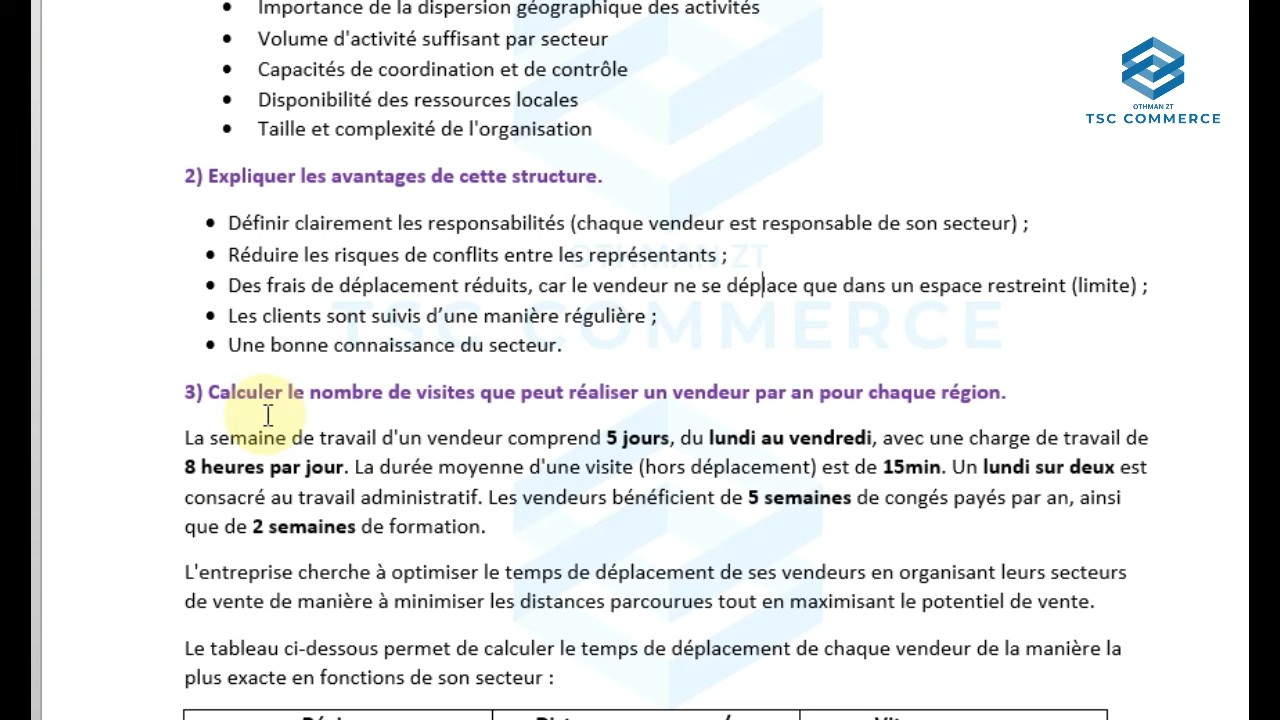 Importance de la dispersion géographique des activités
Volume d'activité suffisant par secteur
Capacités de coordination et de contrôle
Disponibilité des ressources locales
Taille et complexité de l'organisation
OTHMAN ZT
TSC COMMERCE
2) Expliquer les avantages de cette structure.
Définir clairement les responsabilités (chaque vendeur est responsable de son secteur) ;
Réduire les risques de conflits entre les représentants ;
OTHMAN ZT
Des frais de déplacement réduits, car le vendeur ne se déplace que dans un espace restreint (limite) ;
Les clients sont suivis d’une manière régulière ;
TSC COMMERCE
Une bonne connaissance du secteur.
3) Calculer le nombre de visites que peut réaliser un vendeur par an pour chaque région.
La semaine de travail d'un vendeur comprend 5 jours, du lundi au vendredi, avec une charge de travail de
8 heures par jour. La durée moyenne d'une visite (hors déplacement) est de 15min. Un lundi sur deux est
consacré au travail administratif. Les vendeurs bénéficient de 5 semaines de congés payés par an, ainsi
que de 2 semaines de formation.
L'entreprise cherche à optimiser le temps de déplacement de ses vendeurs en organisant leurs secteurs
de vente de manière à minimiser les distances parcourues tout en maximisant le potentiel de vente.
Le tableau ci-dessous permet de calculer le temps de déplacement de chaque vendeur de la manière la
plus exacte en fonctions de son secteur :